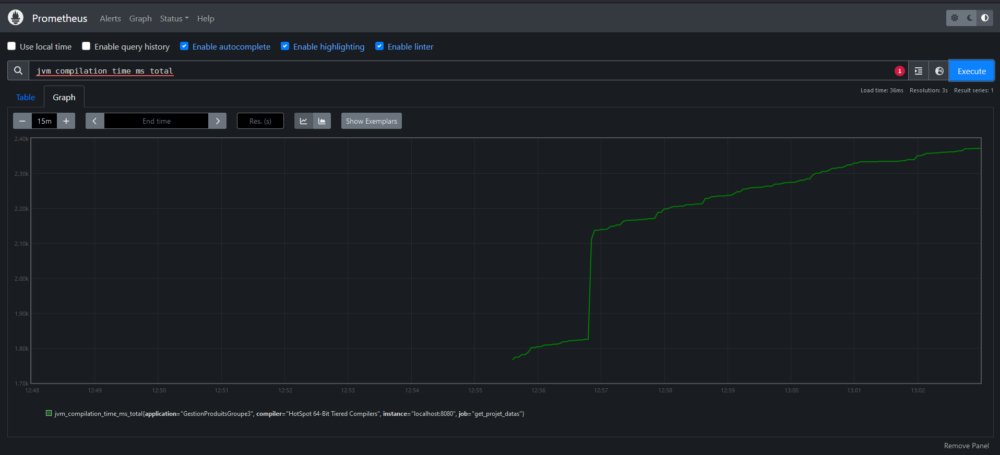 Prometheus Alerts Graph Status Help
Use local time Enable query history Enable autocomplete Enable highlighting Enable linter
jvm_compilation_time_ms_total 1 Execute
Load time: 36ms Resolution: 3s Result series: 1
Table Graph
− 15m + End time Res. (s) Show Exemplars
2.40k
2.30k
2.20k
2.10k
2.00k
1.90k
1.80k
1.70k
12:48 12:49 12:50 12:51 12:52 12:53 12:54 12:55 12:56 12:57 12:58 12:59 13:00 13:01 13:02
jvm_compilation_time_ms_total{application="GestionProduitsGroupe3", compiler="HotSpot 64-Bit Tiered Compilers", instance="localhost:8080", job="get_projet_datas"}
Remove Panel